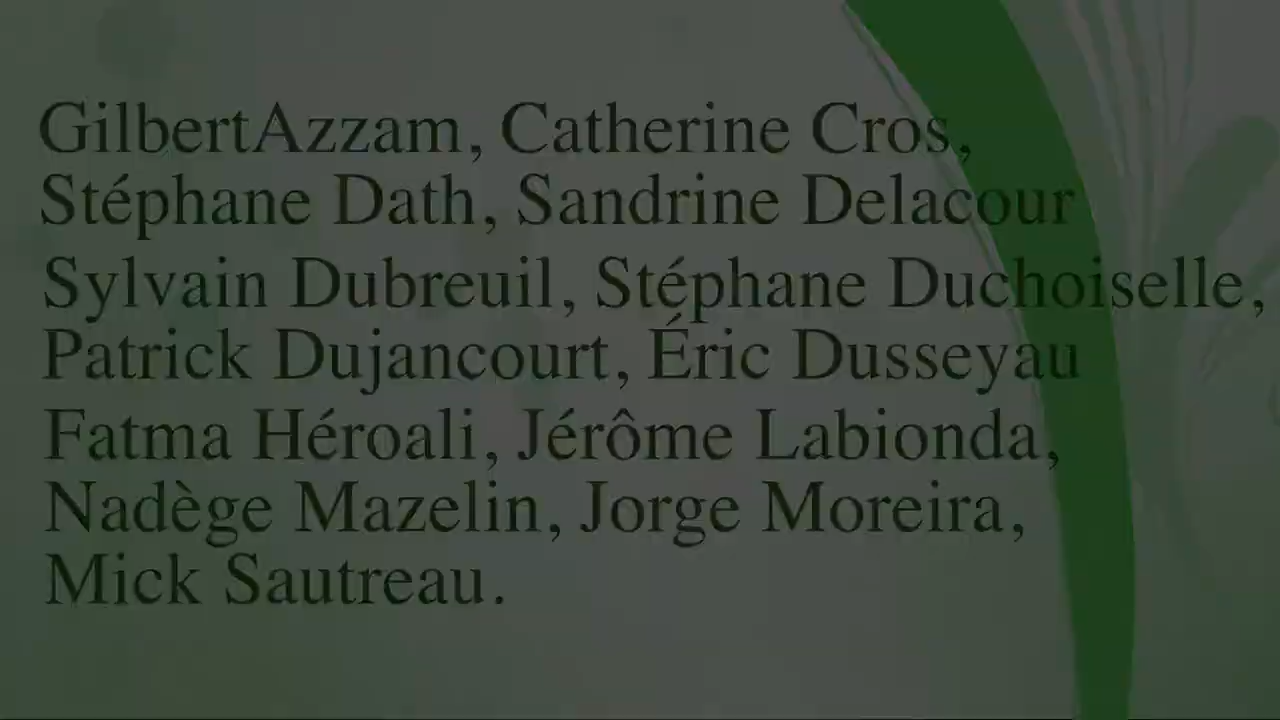 GilbertAzzam, Catherine Cros,
Stéphane Dath, Sandrine Delacour
Sylvain Dubreuil, Stéphane Duchoiselle,
Patrick Dujancourt, Éric Dusseyau
Fatma Héroali, Jérôme Labionda,
Nadège Mazelin, Jorge Moreira,
Mick Sautreau.